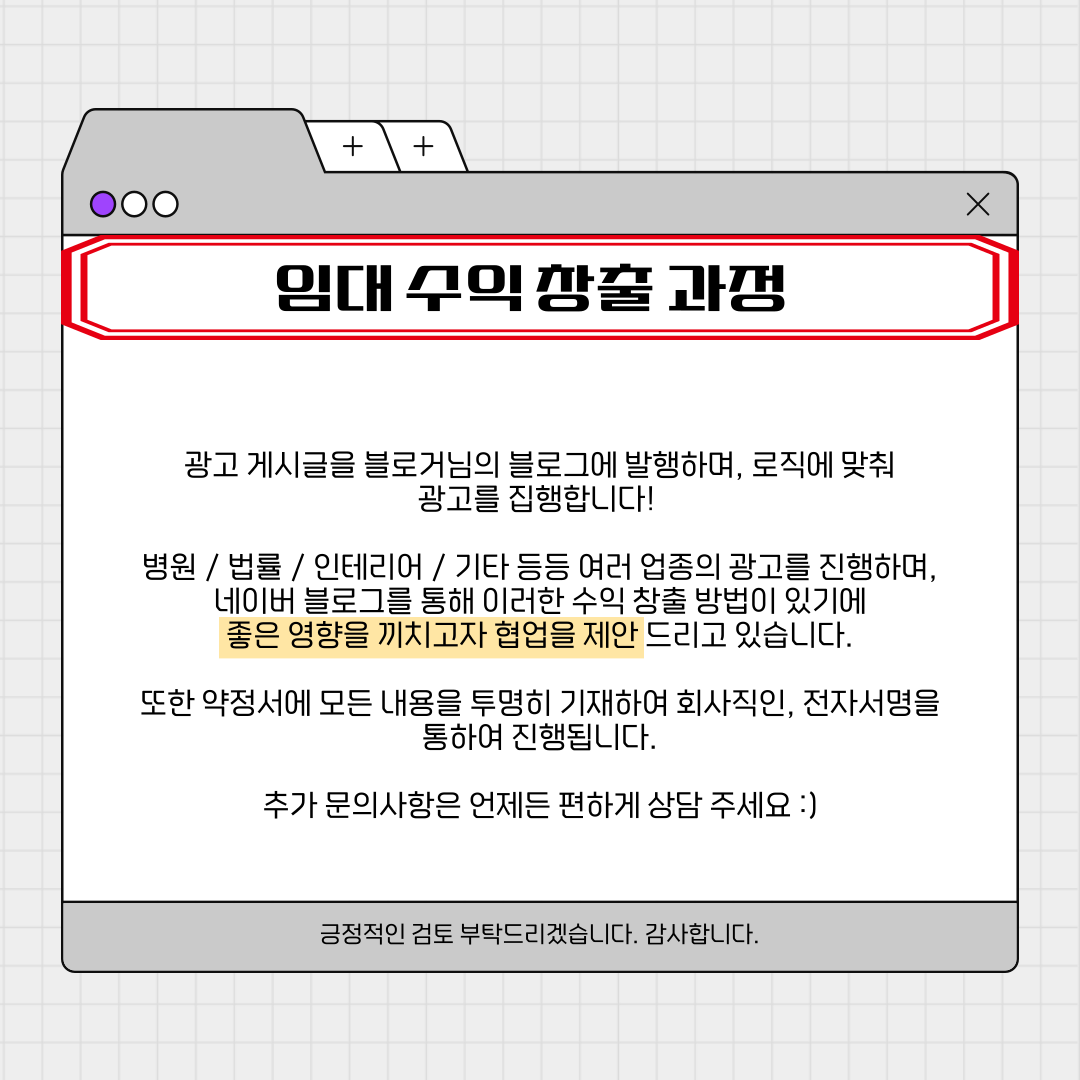 임대 수익 창출 과정
광고 게시글을 블로거님의 블로그에 발행하며, 로직에 맞춰
광고를 집행합니다!
병원 / 법률 / 인테리어 / 기타 등등 여러 업종의 광고를 진행하며,
네이버 블로그를 통해 이러한 수익 창출 방법이 있기에
좋은 영향을 끼치고자 협업을 제안 드리고 있습니다.
또한 약정서에 모든 내용을 투명히 기재하여 회사직인, 전자서명을
통하여 진행됩니다.
추가 문의사항은 언제든 편하게 상담 주세요 :)
긍정적인 검토 부탁드리겠습니다. 감사합니다.